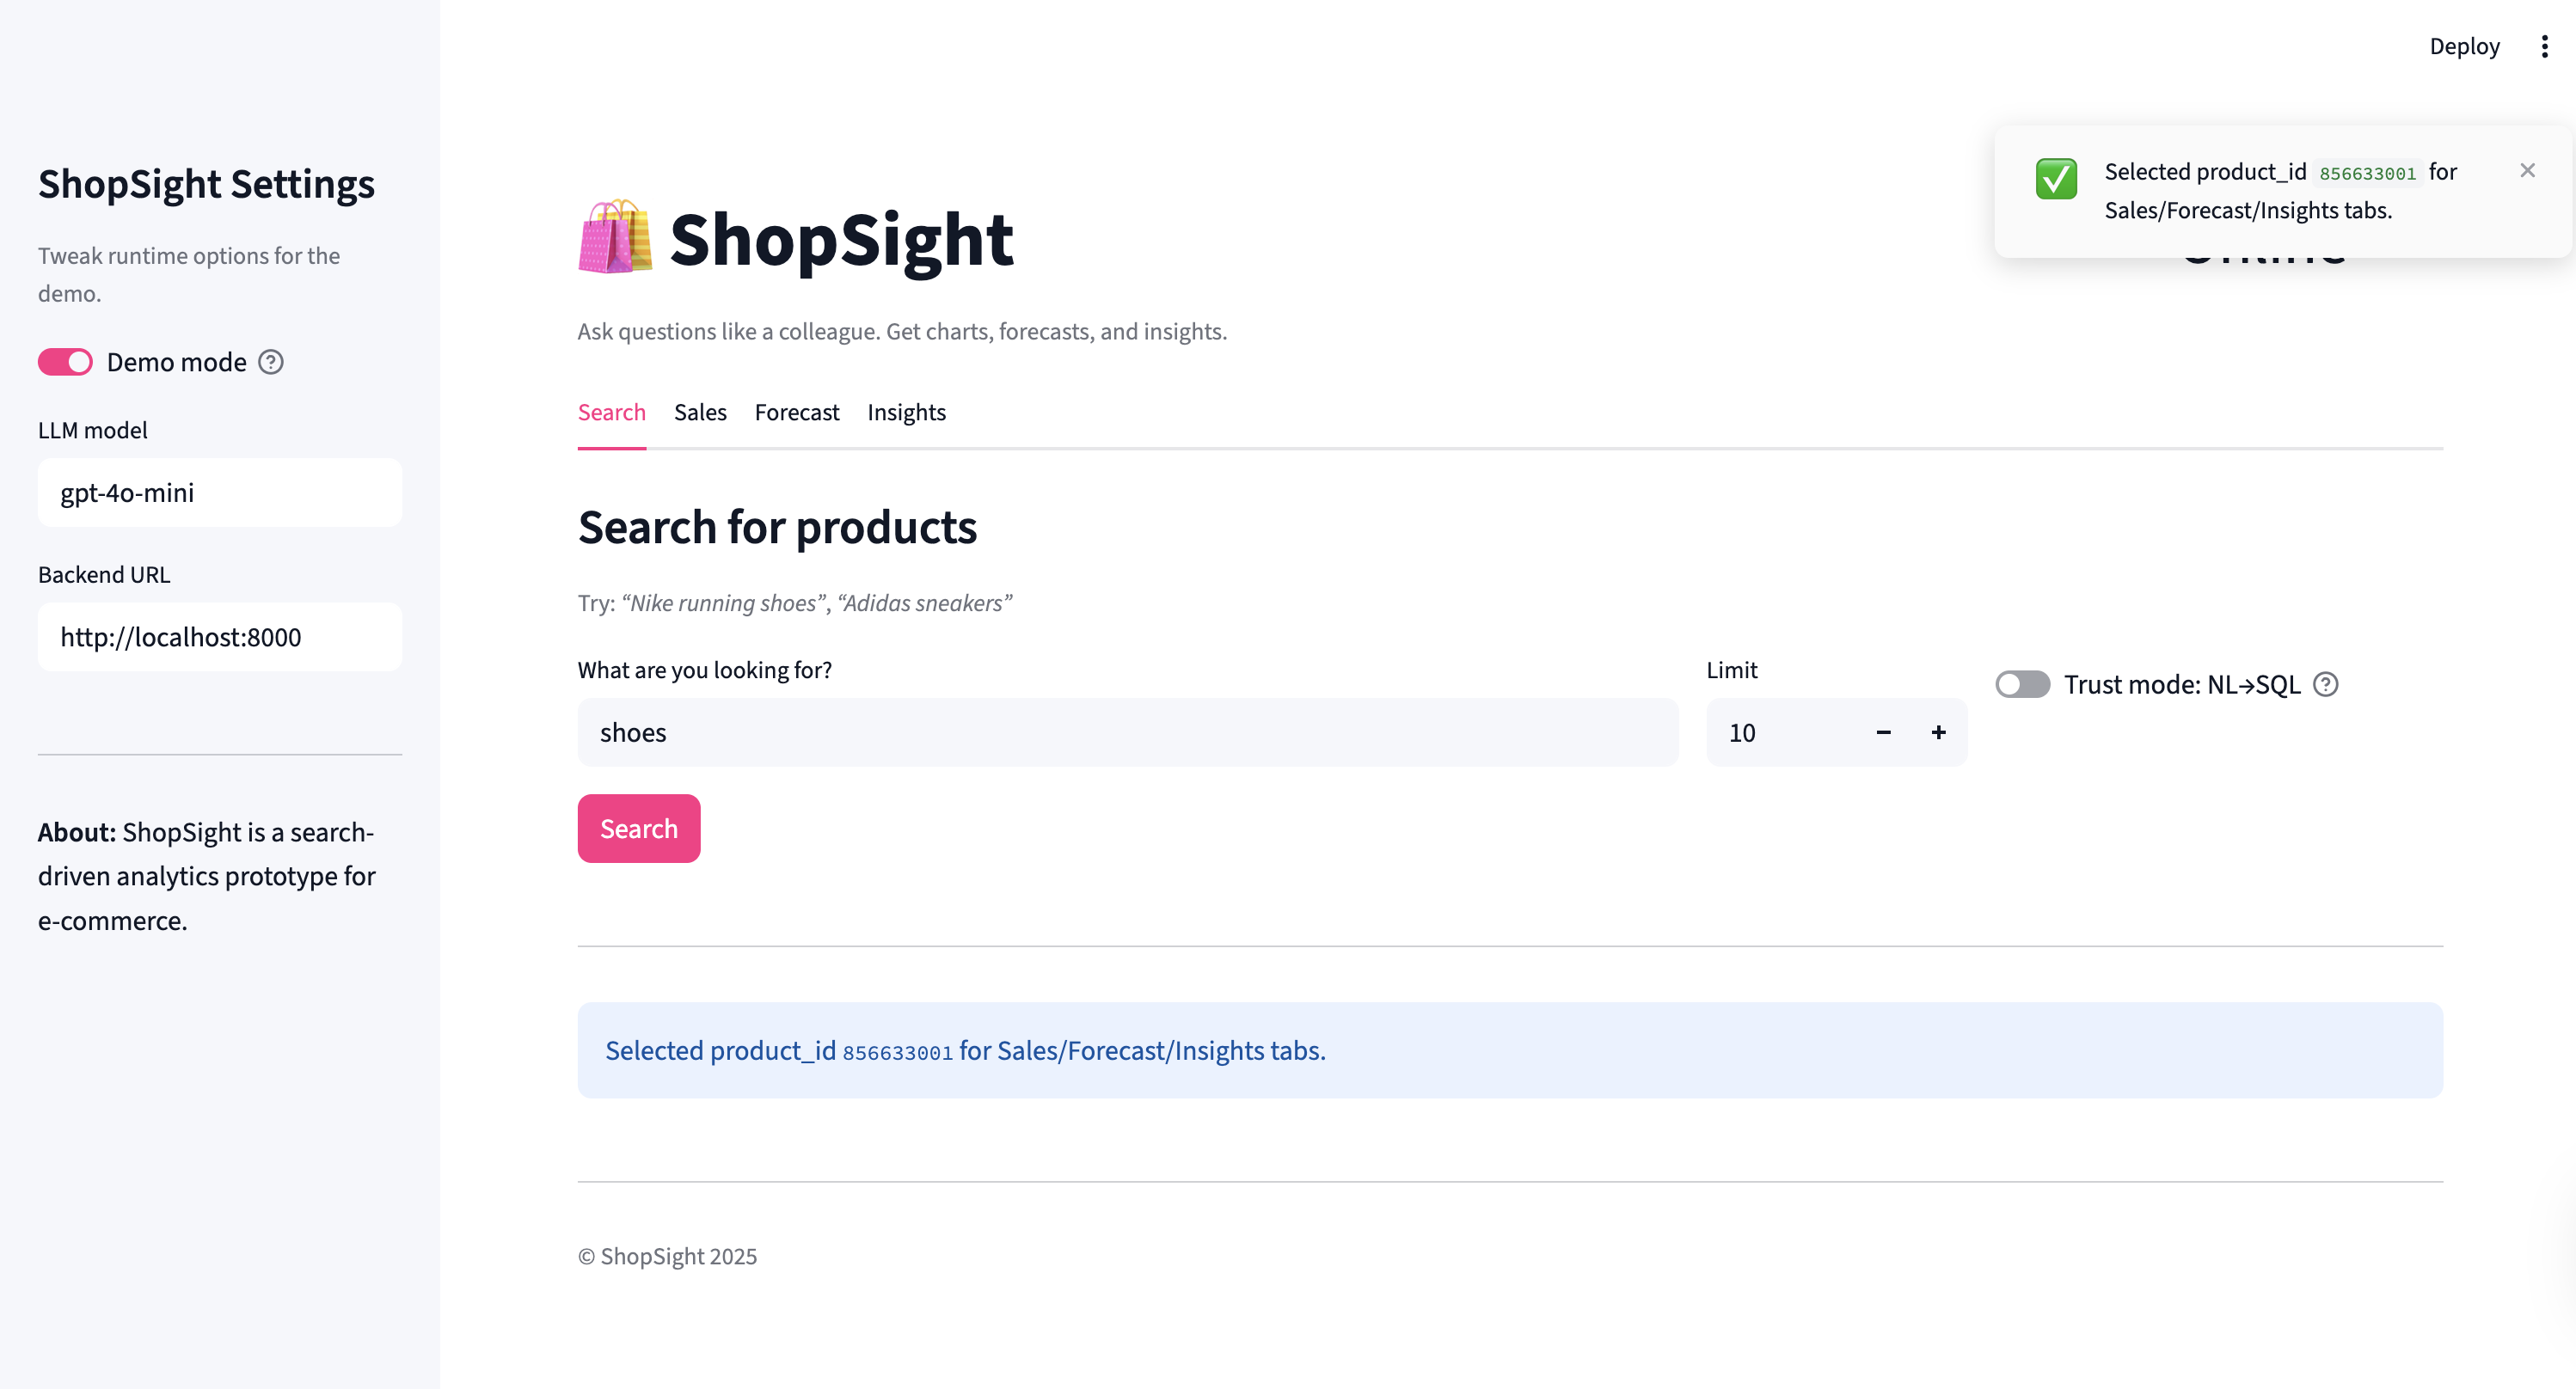 Deploy
ShopSight Settings
Tweak runtime options for the
demo.
Demo mode
LLM model
gpt-4o-mini
Backend URL
http://localhost:8000
About: ShopSight is a search-
driven analytics prototype for
e-commerce.
Selected product_id 856633001 for
Sales/Forecast/Insights tabs.
ShopSight
Ask questions like a colleague. Get charts, forecasts, and insights.
Search Sales Forecast Insights
Search for products
Try: “Nike running shoes”, “Adidas sneakers”
What are you looking for?
shoes
Limit
10
Trust mode: NL→SQL
Search
Selected product_id 856633001 for Sales/Forecast/Insights tabs.
© ShopSight 2025